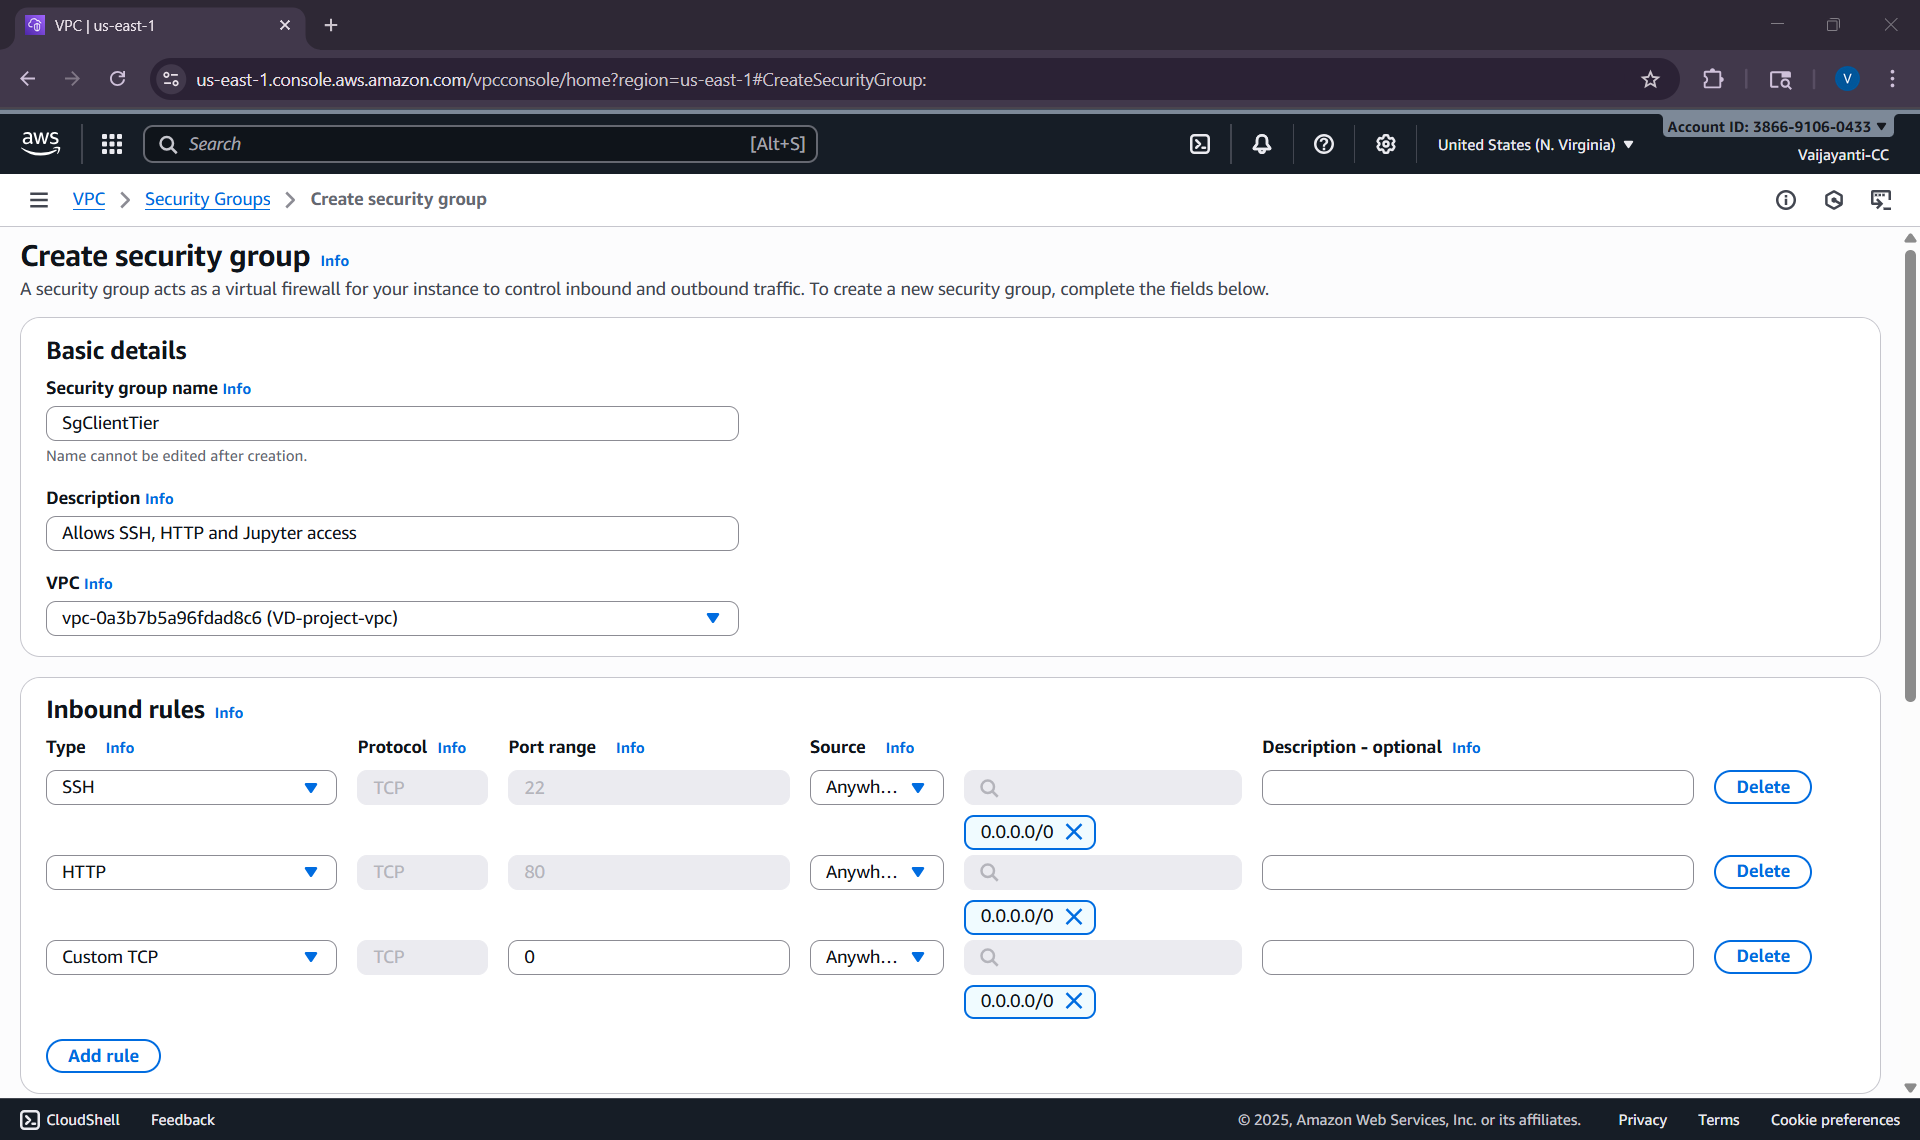 VPC | us-east-1
us-east-1.console.aws.amazon.com/vpcconsole/home?region=us-east-1#CreateSecurityGroup:
V
aws
Search [Alt+S]
United States (N. Virginia)
Account ID: 3866-9106-0433
Vaijayanti-CC
VPC Security Groups Create security group
Create security group Info
A security group acts as a virtual firewall for your instance to control inbound and outbound traffic. To create a new security group, complete the fields below.
Basic details
Security group name Info
SgClientTier
Name cannot be edited after creation.
Description Info
Allows SSH, HTTP and Jupyter access
VPC Info
vpc-0a3b7b5a96fdad8c6 (VD-project-vpc)
Inbound rules Info
Type Info Protocol Info Port range Info Source Info Description - optional Info
SSH TCP 22 Anywh... Delete
0.0.0.0/0
HTTP TCP 80 Anywh... Delete
0.0.0.0/0
Custom TCP TCP 0 Anywh... Delete
0.0.0.0/0
Add rule
CloudShell Feedback © 2025, Amazon Web Services, Inc. or its affiliates. Privacy Terms Cookie preferences